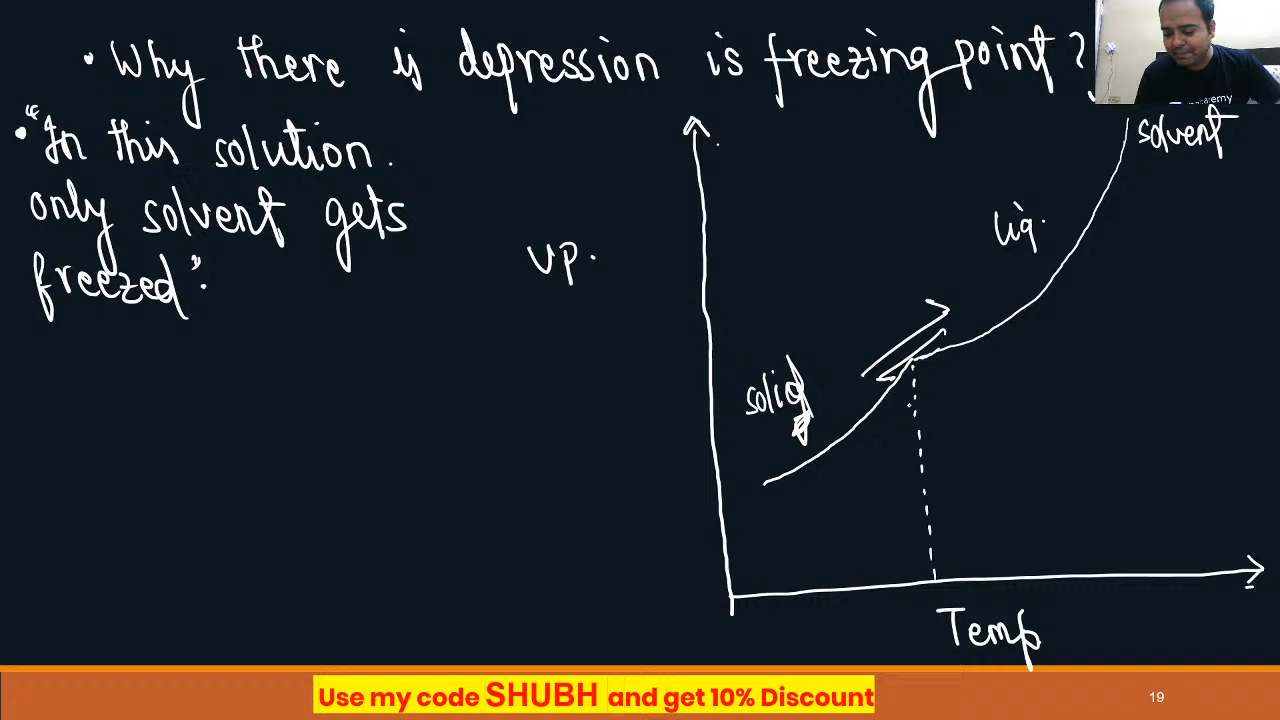 • Why there is depression is freezing point?
• "In this solution.
only solvent gets
freezed".
solvent
liq.
vp.
solid
Temp
Use my code SHUBH and get 10% Discount
19